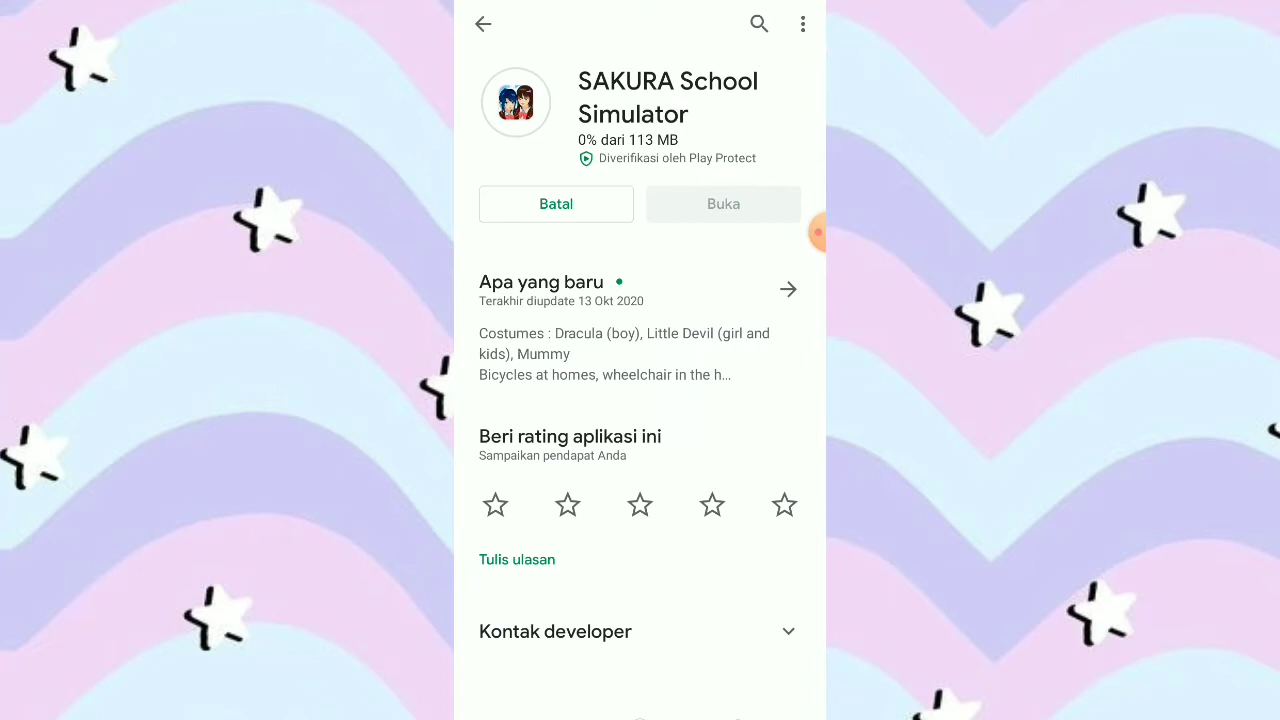 SAKURA School
Simulator
0% dari 113 MB
Diverifikasi oleh Play Protect
Batal
Buka
Apa yang baru
Terakhir diupdate 13 Okt 2020
Costumes : Dracula (boy), Little Devil (girl and
kids), Mummy
Bicycles at homes, wheelchair in the h...
Beri rating aplikasi ini
Sampaikan pendapat Anda
Tulis ulasan
Kontak developer